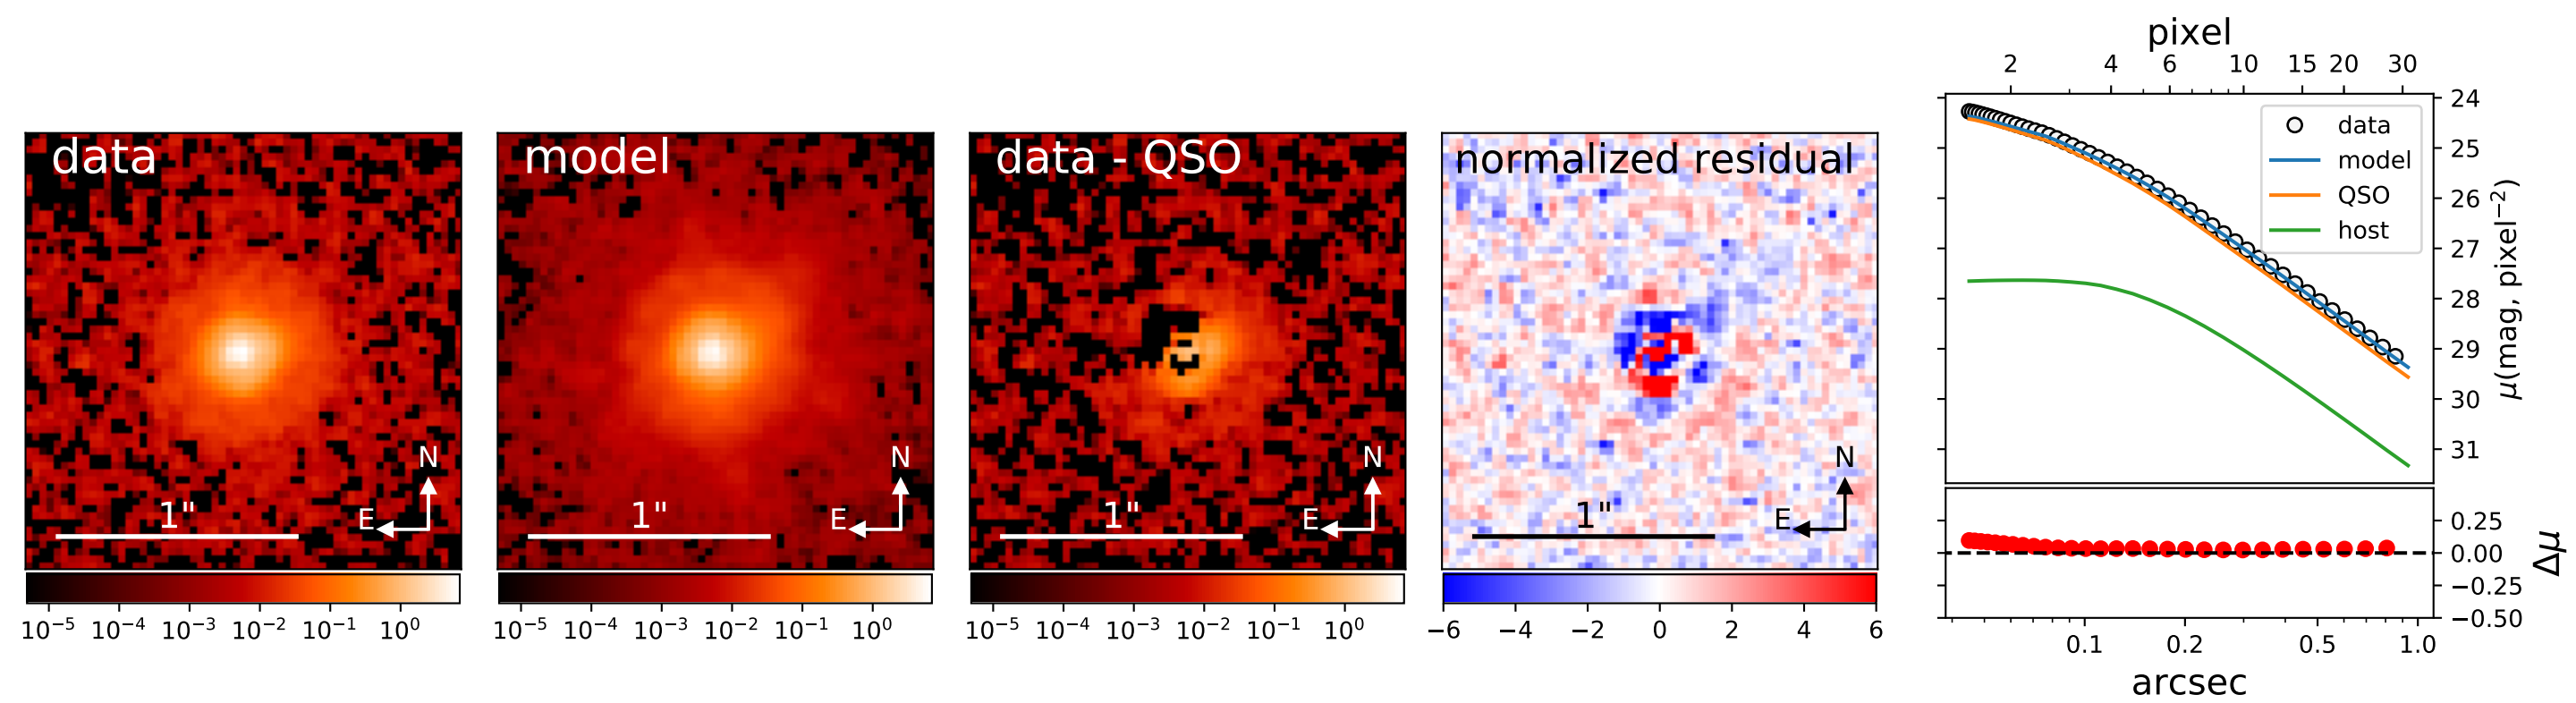 data
N
E
1"
10⁻⁵ 10⁻⁴ 10⁻³ 10⁻² 10⁻¹ 10⁰
model
N
E
1"
10⁻⁵ 10⁻⁴ 10⁻³ 10⁻² 10⁻¹ 10⁰
data - QSO
N
E
1"
10⁻⁵ 10⁻⁴ 10⁻³ 10⁻² 10⁻¹ 10⁰
normalized residual
N
E
1"
−6 −4 −2 0 2 4 6
pixel
2 4 6 10 15 20 30
data
model
QSO
host
24
25
26
27
28
29
30
31
μ(mag, pixel⁻²)
0.25
0.00
−0.25
−0.50
Δμ
0.1 0.2 0.5 1.0
arcsec